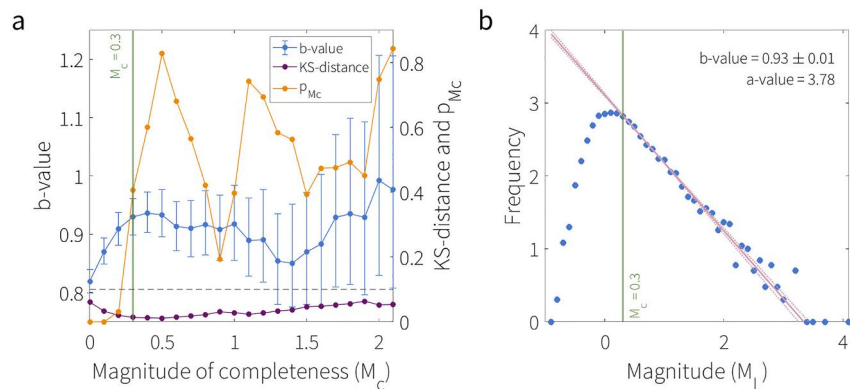 a
b-value
KS-distance
p_Mc
M_c = 0.3
1.2
1.1
1
0.9
0.8
b-value
0.8
0.6
0.4
0.2
0
KS-distance and p_Mc
0 0.5 1 1.5 2
Magnitude of completeness (M_c)
b
b-value = 0.93 ± 0.01
a-value = 3.78
4
3
2
1
0
Frequency
M_c = 0.3
0 2 4
Magnitude (M_L)